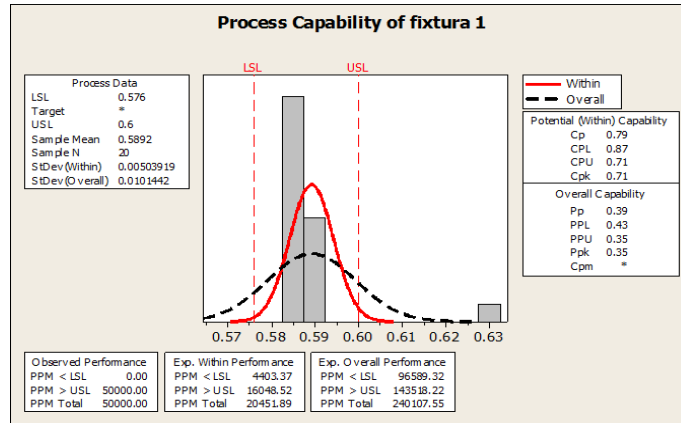 Process Capability of fixtura 1
LSL USL
Process Data
LSL 0.576
Target *
USL 0.6
Sample Mean 0.5892
Sample N 20
StDev(Within) 0.00503919
StDev(Overall) 0.0101442
Within
Overall
Potential (Within) Capability
Cp 0.79
CPL 0.87
CPU 0.71
Cpk 0.71
Overall Capability
Pp 0.39
PPL 0.43
PPU 0.35
Ppk 0.35
Cpm *
0.57 0.58 0.59 0.60 0.61 0.62 0.63
Observed Performance
PPM < LSL 0.00
PPM > USL 50000.00
PPM Total 50000.00
Exp. Within Performance
PPM < LSL 4403.37
PPM > USL 16048.52
PPM Total 20451.89
Exp. Overall Performance
PPM < LSL 96589.32
PPM > USL 143518.22
PPM Total 240107.55